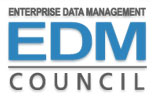 ENTERPRISE DATA MANAGEMENT
EDM
COUNCIL